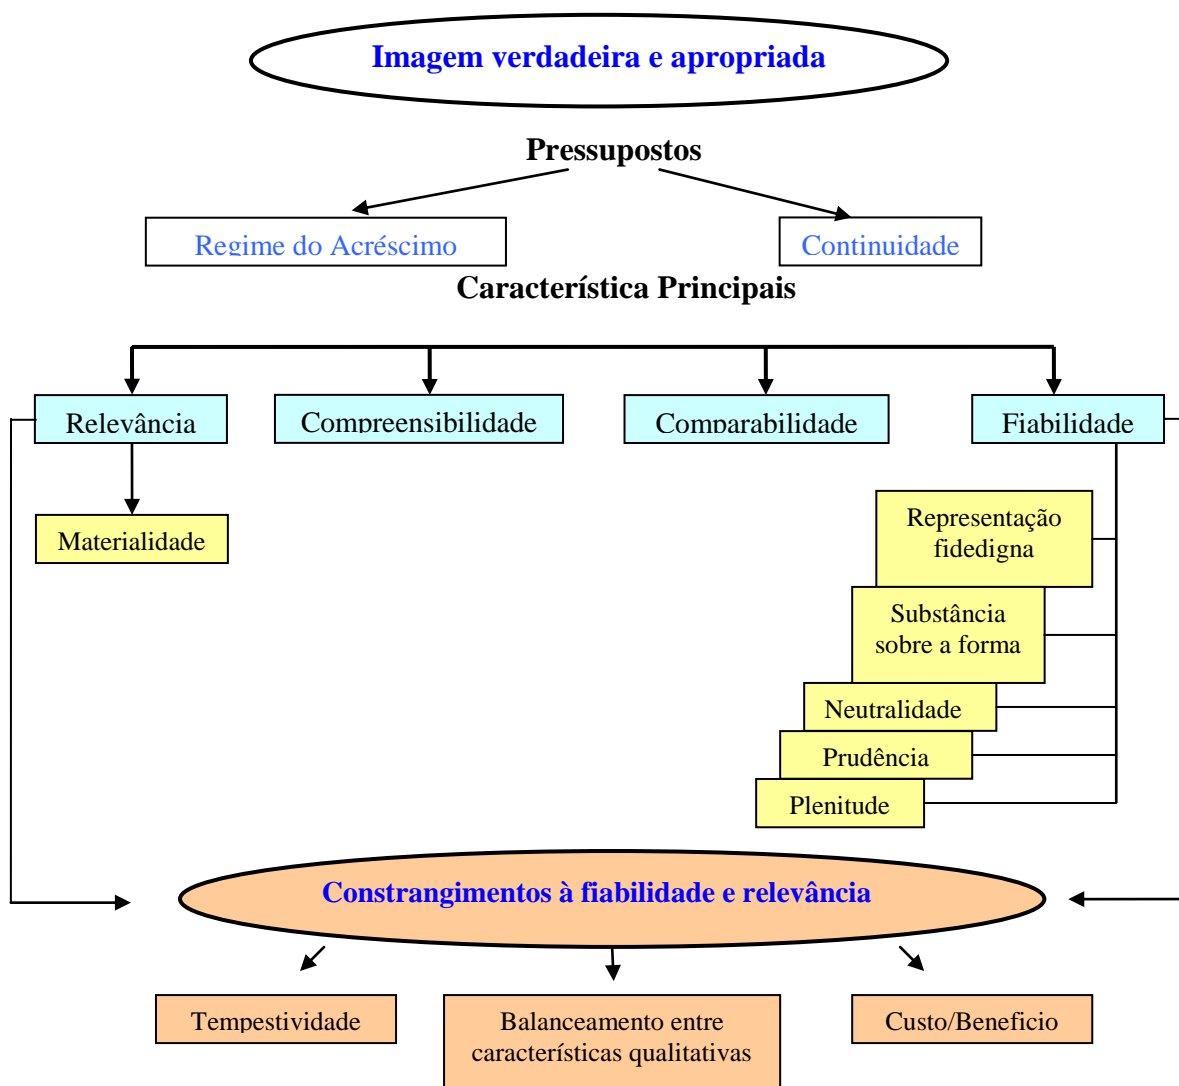 Imagem verdadeira e apropriada
Pressupostos
Regime do Acréscimo
Continuidade
Característica Principais
Relevância
Compreensibilidade
Comparabilidade
Fiabilidade
Materialidade
Representação
fidedigna
Substância
sobre a forma
Neutralidade
Prudência
Plenitude
Constrangimentos à fiabilidade e relevância
Tempestividade
Balanceamento entre
características qualitativas
Custo/Beneficio